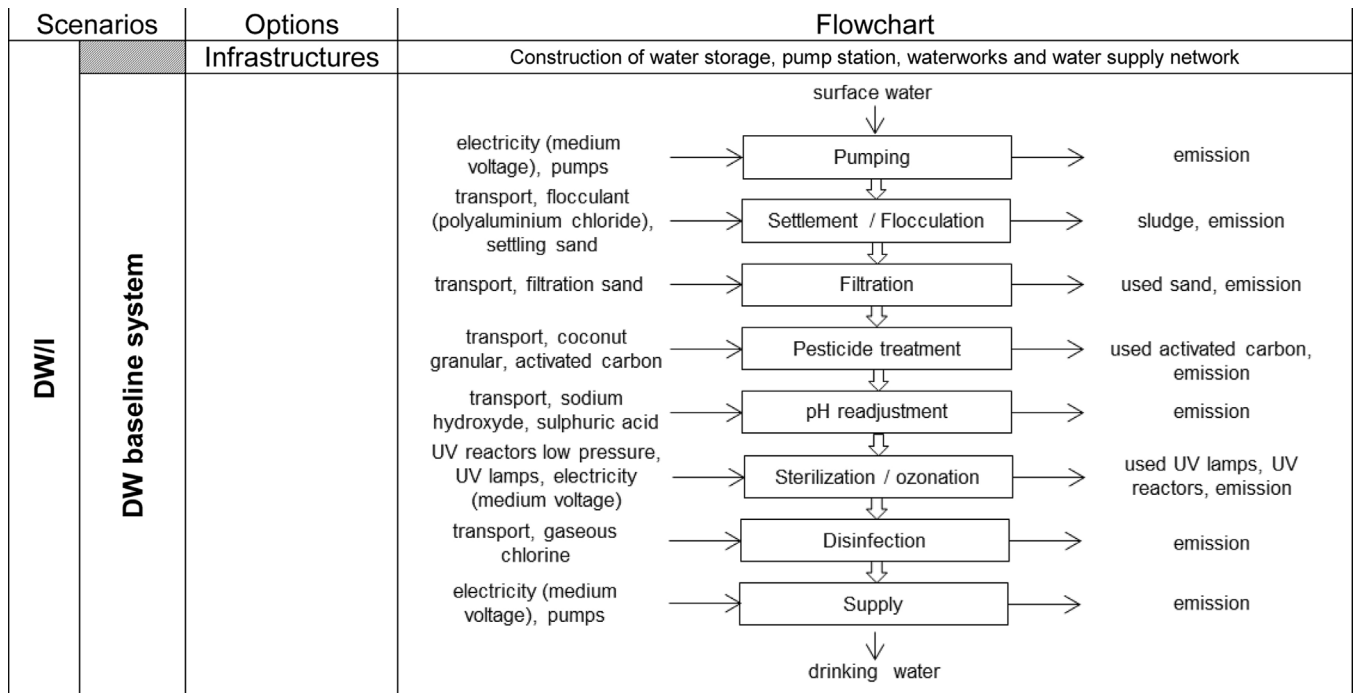 Scenarios Options Flowchart
Infrastructures Construction of water storage, pump station, waterworks and water supply network
DW/I
DW baseline system
surface water
electricity (medium
voltage), pumps
Pumping
emission
transport, flocculant
(polyaluminium chloride),
settling sand
Settlement / Flocculation
sludge, emission
transport, filtration sand
Filtration
used sand, emission
transport, coconut
granular, activated carbon
Pesticide treatment
used activated carbon,
emission
transport, sodium
hydroxyde, sulphuric acid
pH readjustment
emission
UV reactors low pressure,
UV lamps, electricity
(medium voltage)
Sterilization / ozonation
used UV lamps, UV
reactors, emission
transport, gaseous
chlorine
Disinfection
emission
electricity (medium
voltage), pumps
Supply
emission
drinking water